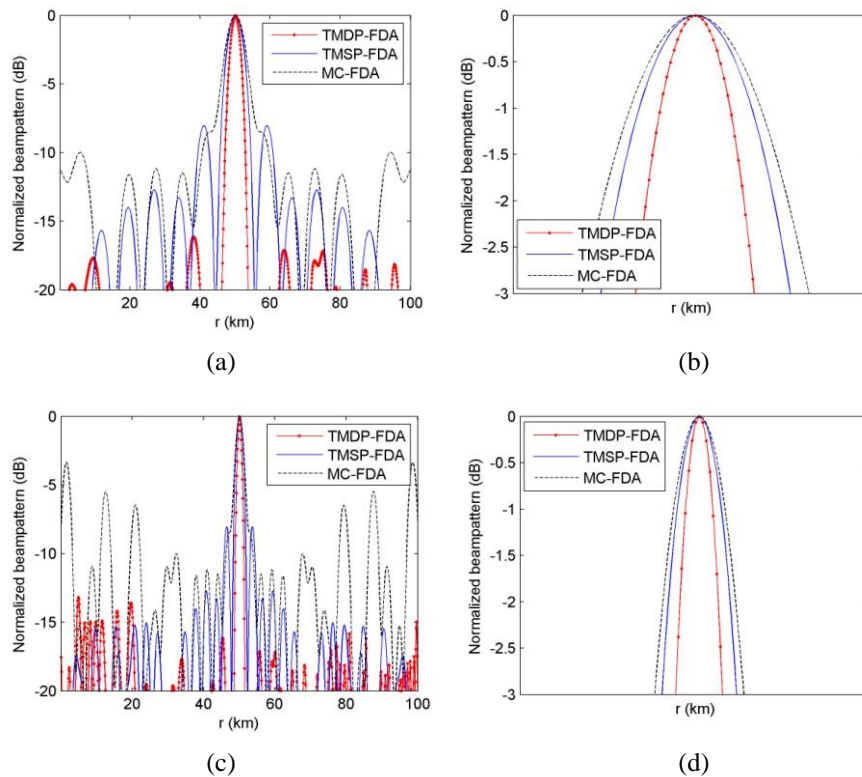 0
-5
-10
-15
-20
20
40
60
80
100
Normalized beampattern (dB)
r (km)
TMDP-FDA
TMSP-FDA
MC-FDA
(a)
0
-0.5
-1
-1.5
-2
-2.5
-3
Normalized beampattern (dB)
r (km)
TMDP-FDA
TMSP-FDA
MC-FDA
(b)
0
-5
-10
-15
-20
0
20
40
60
80
100
Normalized beampattern (dB)
r (km)
TMDP-FDA
TMSP-FDA
MC-FDA
(c)
0
-0.5
-1
-1.5
-2
-2.5
-3
Normalized beampattern (dB)
r (km)
TMDP-FDA
TMSP-FDA
MC-FDA
(d)